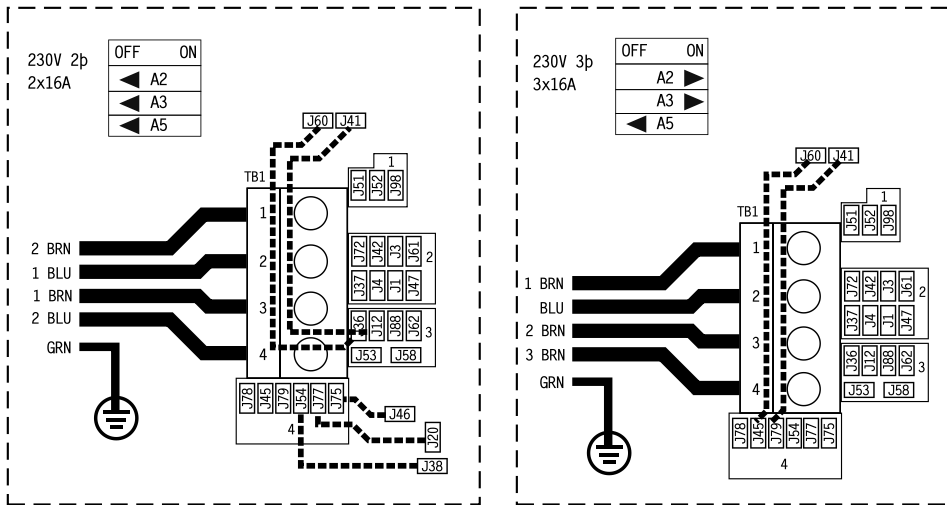 230V 2þ
2x16A
OFF ON
A2
A3
A5
J60 J41
TB1
1
J51 J52 J98
1
2
3
4
J72 J42 J3 J61
2
J37 J4 J1 J47
J36 J12 J88 J62
3
J53 J58
2 BRN
1 BLU
1 BRN
2 BLU
GRN
J78 J45 J79 J54 J77 J75
4
J46
J20
J38
230V 3þ
3x16A
OFF ON
A2
A3
A5
J60 J41
TB1
1
J51 J52 J98
1
2
3
4
J72 J42 J3 J61
2
J37 J4 J1 J47
J36 J12 J88 J62
3
J53 J58
1 BRN
BLU
2 BRN
3 BRN
GRN
J78 J45 J79 J54 J77 J75
4